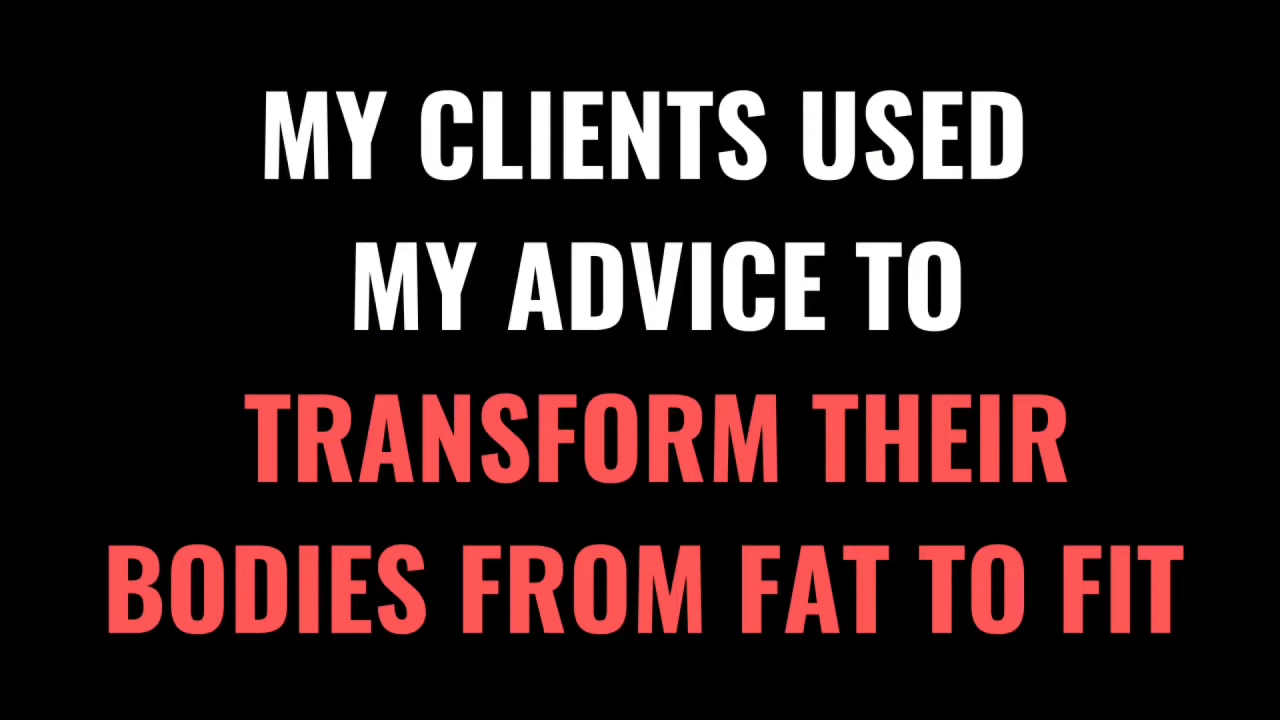 MY CLIENTS USED
MY ADVICE TO
TRANSFORM THEIR
BODIES FROM FAT TO FIT